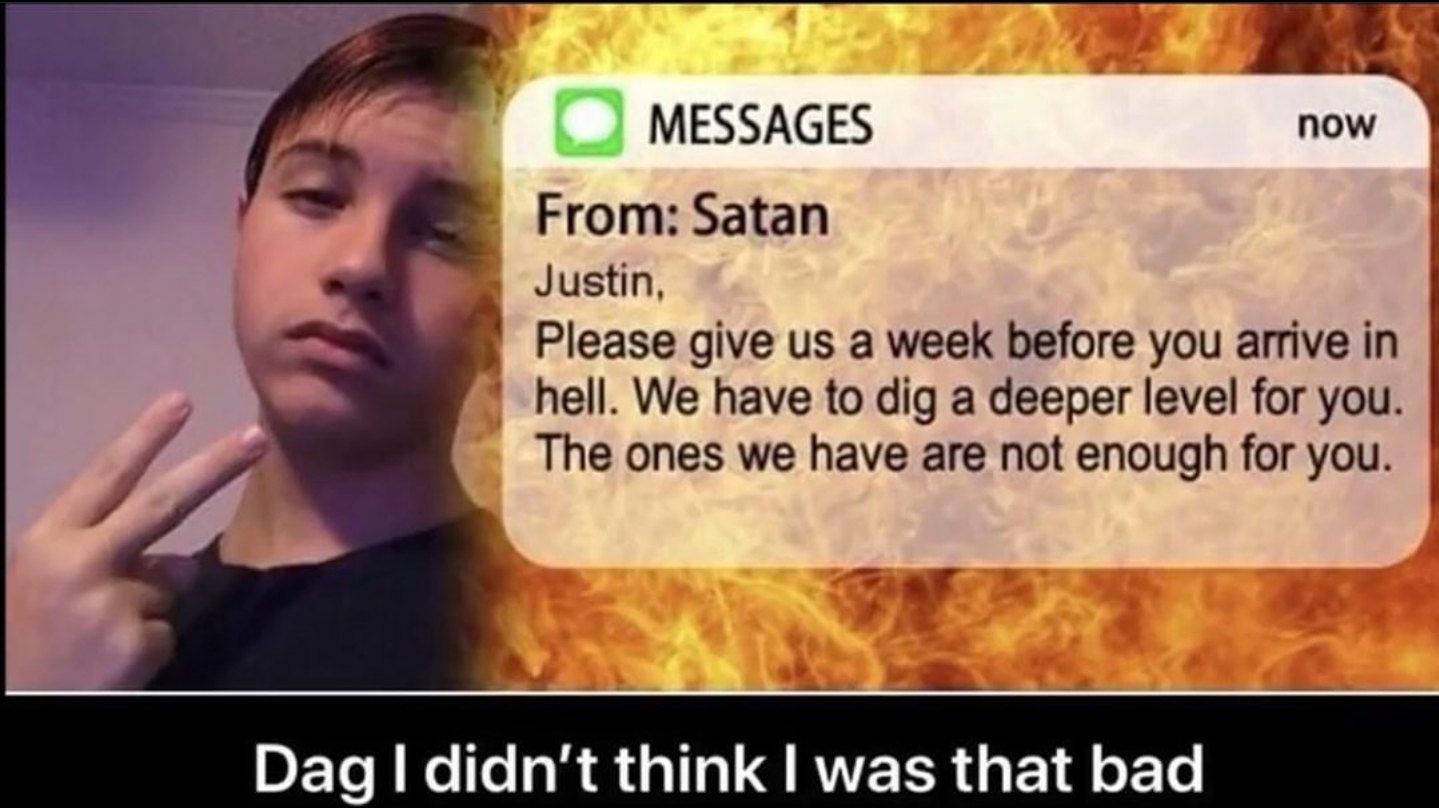 MESSAGES now
From: Satan
Justin,
Please give us a week before you arrive in
hell. We have to dig a deeper level for you.
The ones we have are not enough for you.
Dag I didn’t think I was that bad